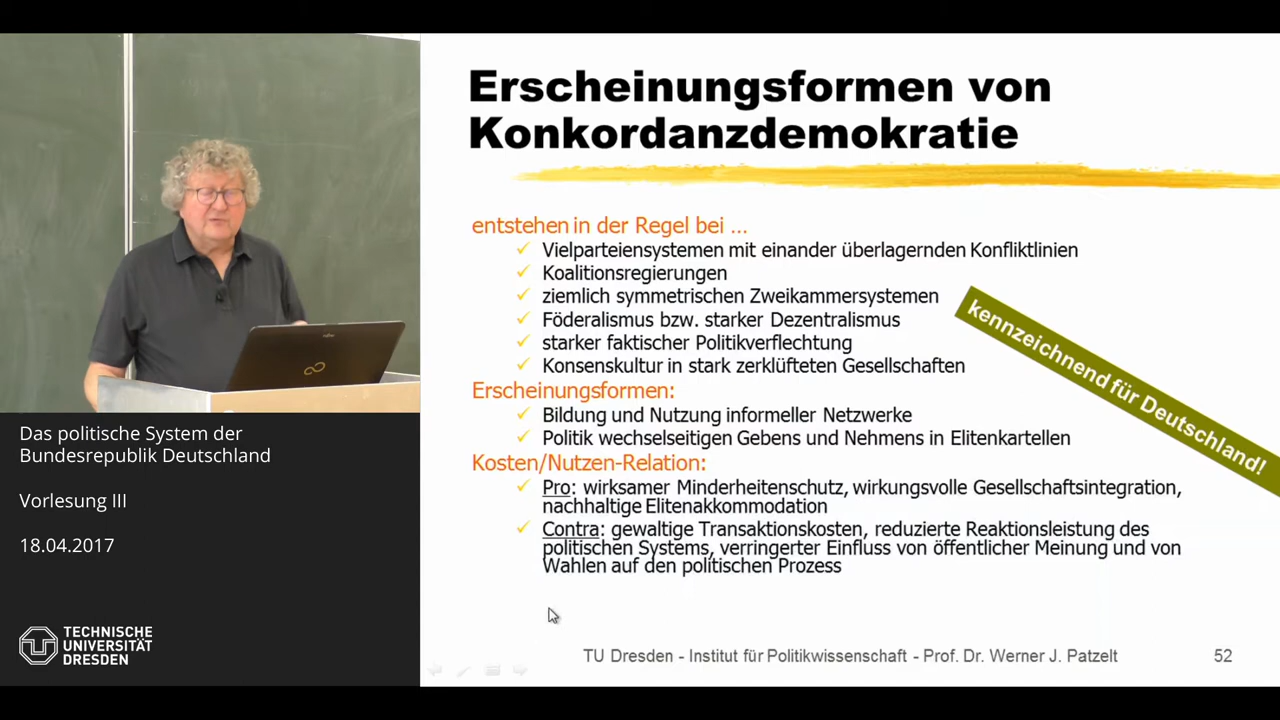 Erscheinungsformen von
Konkordanzdemokratie
entstehen in der Regel bei ...
Vielparteiensystemen mit einander überlagernden Konfliktlinien
Koalitionsregierungen
ziemlich symmetrischen Zweikammersystemen
Föderalismus bzw. starker Dezentralismus
starker faktischer Politikverflechtung
Konsenskultur in stark zerklüfteten Gesellschaften
kennzeichnend für Deutschland!
Erscheinungsformen:
Bildung und Nutzung informeller Netzwerke
Politik wechselseitigen Gebens und Nehmens in Elitenkartellen
Kosten/Nutzen-Relation:
Pro: wirksamer Minderheitenschutz, wirkungsvolle Gesellschaftsintegration,
nachhaltige Elitenakkommodation
Contra: gewaltige Transaktionskosten, reduzierte Reaktionsleistung des
politischen Systems, verringerter Einfluss von öffentlicher Meinung und von
Wahlen auf den politischen Prozess
TU Dresden - Institut für Politikwissenschaft - Prof. Dr. Werner J. Patzelt
52
Das politische System der
Bundesrepublik Deutschland
Vorlesung III
18.04.2017
TECHNISCHE
UNIVERSITÄT
DRESDEN